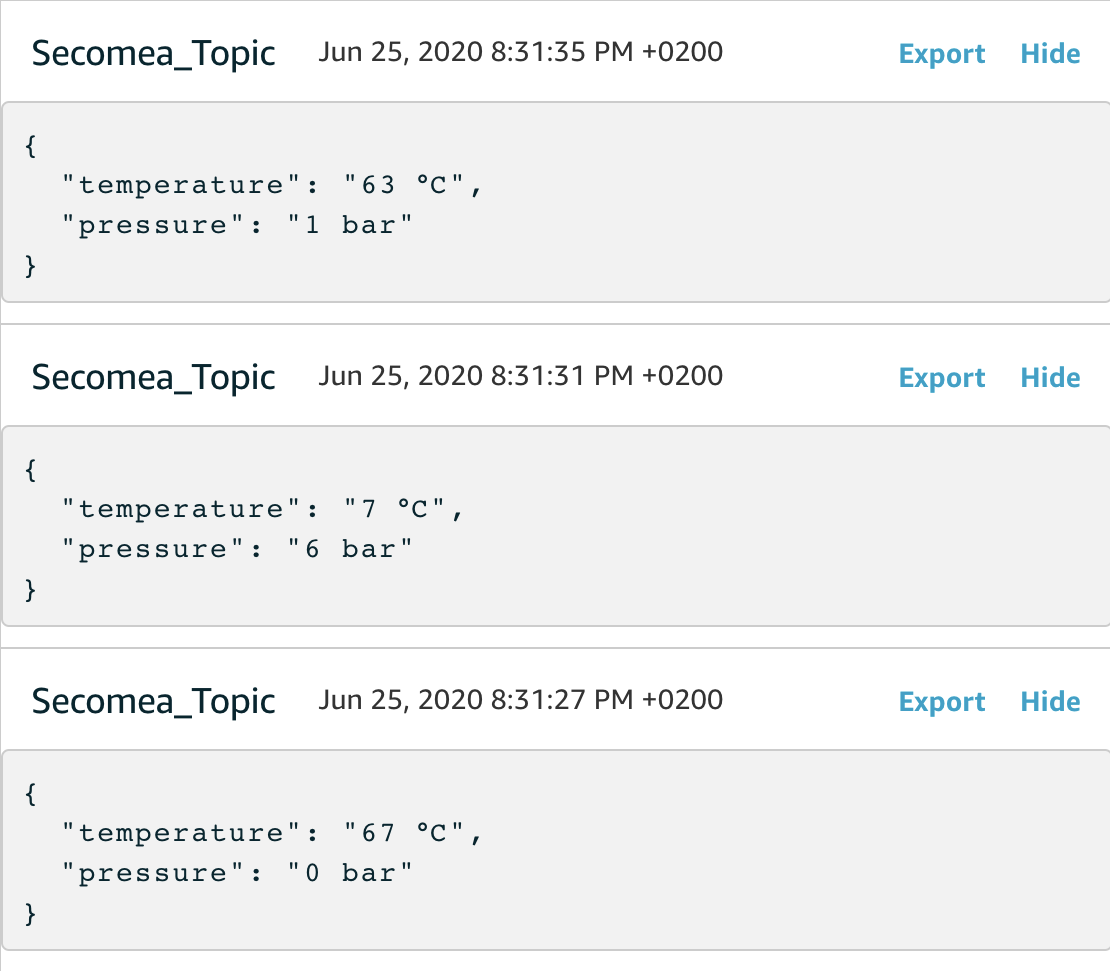 Secomea_Topic Jun 25, 2020 8:31:35 PM +0200 Export Hide
{
"temperature": "63 °C",
"pressure": "1 bar"
}
Secomea_Topic Jun 25, 2020 8:31:31 PM +0200 Export Hide
{
"temperature": "7 °C",
"pressure": "6 bar"
}
Secomea_Topic Jun 25, 2020 8:31:27 PM +0200 Export Hide
{
"temperature": "67 °C",
"pressure": "0 bar"
}